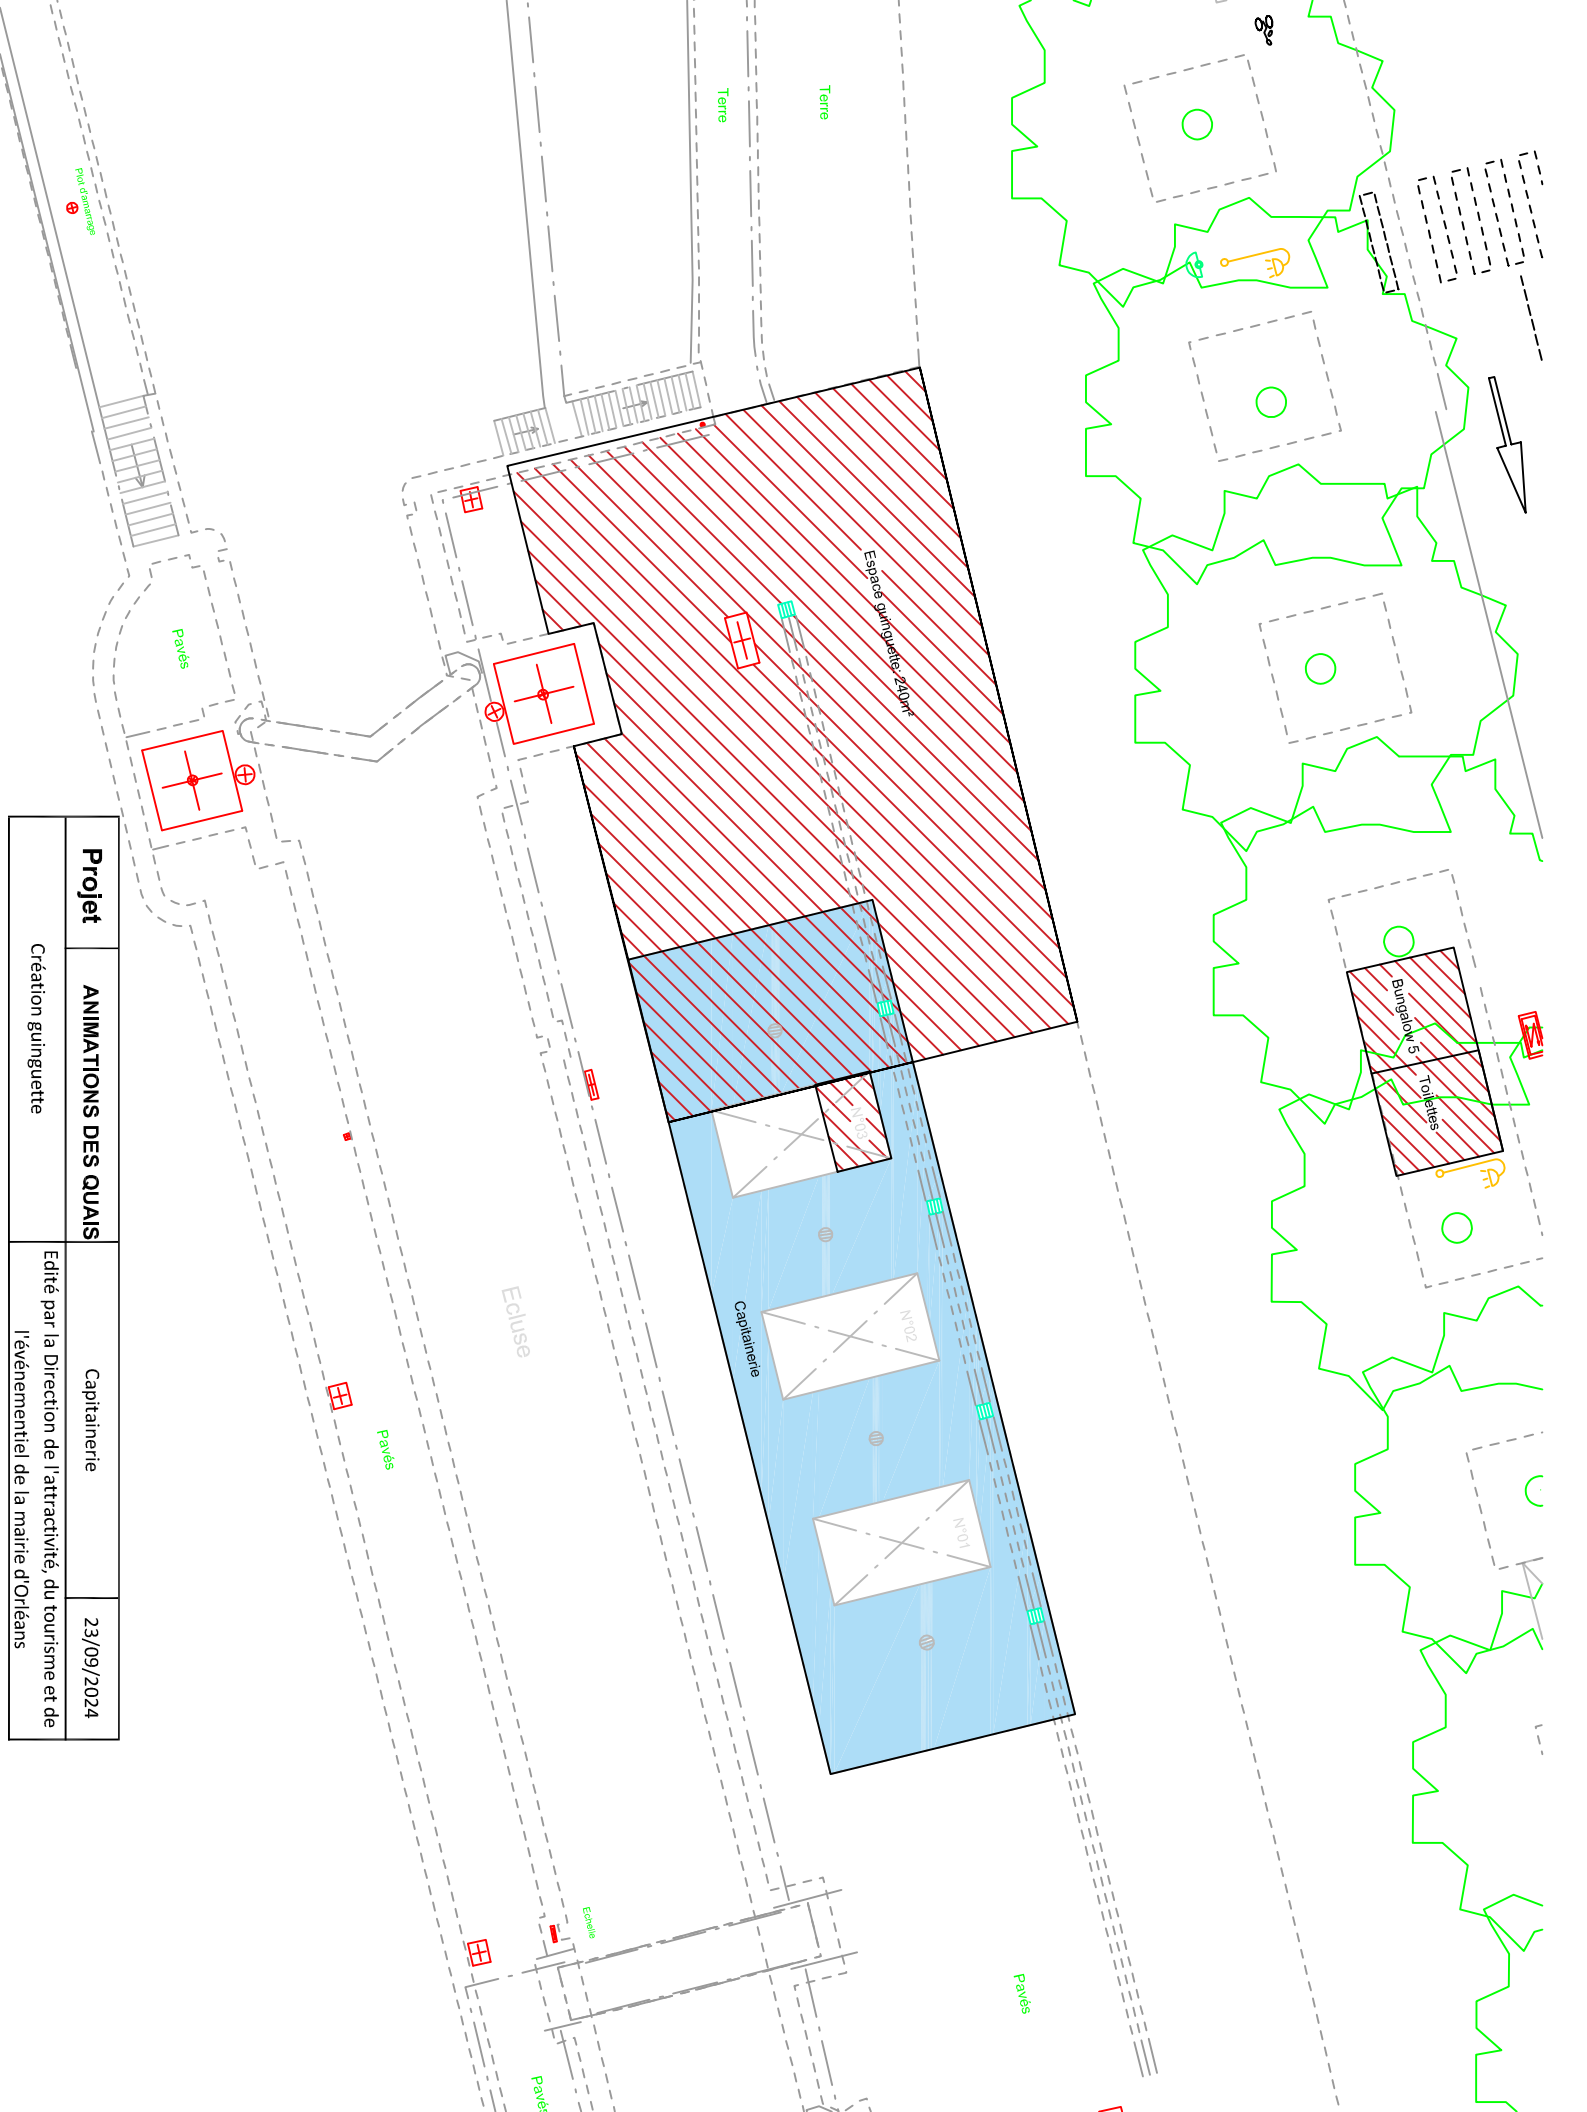 Terre
Terre
Plot d'amarrage
Pavés
Espace guinguette: 240m²
Bungalow 5
Toilettes
N°03
N°02
N°01
Capitainerie
Ecluse
Pavés
Echelle
Pavés
Pavés
Projet
ANIMATIONS DES QUAIS
Capitainerie
23/09/2024
Création guinguette
Edité par la Direction de l'attractivité, du tourisme et de
l'événementiel de la mairie d'Orléans